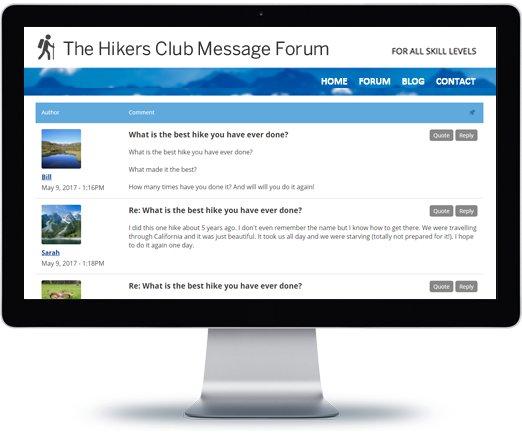 The Hikers Club Message Forum
FOR ALL SKILL LEVELS
HOME FORUM BLOG CONTACT
Author Comment
What is the best hike you have ever done? Quote Reply
What is the best hike you have ever done?
What made it the best?
How many times have you done it? And will will you do it again!
Bill
May 9, 2017 - 1:16PM
Re: What is the best hike you have ever done? Quote Reply
I did this one hike about 5 years ago. I don't even remember the name but I know how to get there. We were travelling
through California and it was just beautiful. It took us all day and we were starving (totally not prepared for it!). I hope
to do it again one day.
Sarah
May 9, 2017 - 1:18PM
Re: What is the best hike you have ever done? Quote Reply